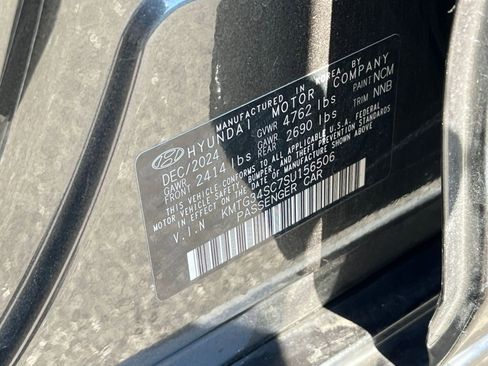 MANUFACTURED IN KOREA BY
HYUNDAI MOTOR COMPANY
DEC/2024 GVWR 4762 lbs PAINT NCM
GAWR FRONT 2414 lbs GAWR REAR 2690 lbs TRIM NNB
THIS VEHICLE CONFORMS TO ALL APPLICABLE U.S.A. FEDERAL
MOTOR VEHICLE SAFETY, BUMPER AND THEFT PREVENTION STANDARDS
IN EFFECT ON THE DATE OF MANUFACTURE SHOWN ABOVE.
V.I.N KMTG34SC7SU156506
PASSENGER CAR